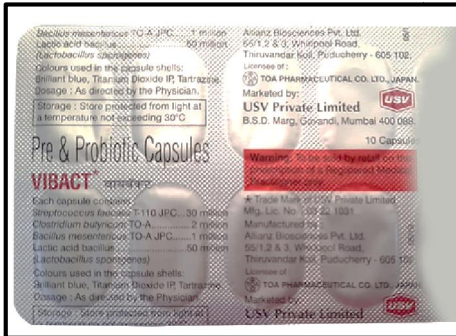 Bacillus mesentericus TO-A JPC.....1 million
Lactic acid bacillus...............50 million
(Lactobacillus sporogenes)
Colours used in the capsule shells:
Brilliant blue, Titanium Dioxide IP, Tartrazine.
Dosage : As directed by the Physician.
Storage : Store protected from light at
a temperature not exceeding 30°C
Pre & Probiotic Capsules
VIBACT* वायबॅक्ट
Each capsule contains
Streptococcus faecalis T-110 JPC...30 million
Clostridium butyricum TO-A............2 million
Bacillus mesentericus TO-A JPC.....1 million
Lactic acid bacillus...............50 million
(Lactobacillus sporogenes)
Colours used in the capsule shells:
Brilliant blue, Titanium Dioxide IP, Tartrazine.
Dosage : As directed by the Physician.
Storage : Store protected from light at
Allianz Biosciences Pvt. Ltd.
55/1,2 & 3, Whirlpool Road,
Thiruvandar Koil, Puducherry - 605 102.
Licensee of :
TOA PHARMACEUTICAL CO. LTD., JAPAN.
Marketed by:
USV Private Limited
USV
B.S.D. Marg, Govandi, Mumbai 400 088.
10 Capsules
Warning: To be sold by retail on the
prescription of a Registered Medical
Practitioner only.
* Trade Mark of USV Private Limited
Mfg. Lic. No
Manufactured by
Allianz Biosciences Pvt. Ltd.
55/1,2 & 3, Whirlpool Road,
Thiruvandar Koil, Puducherry - 605 102
Licensee of
TOA PHARMACEUTICAL CO. LTD., JAPAN
Marketed by
USV
USV Private Limited